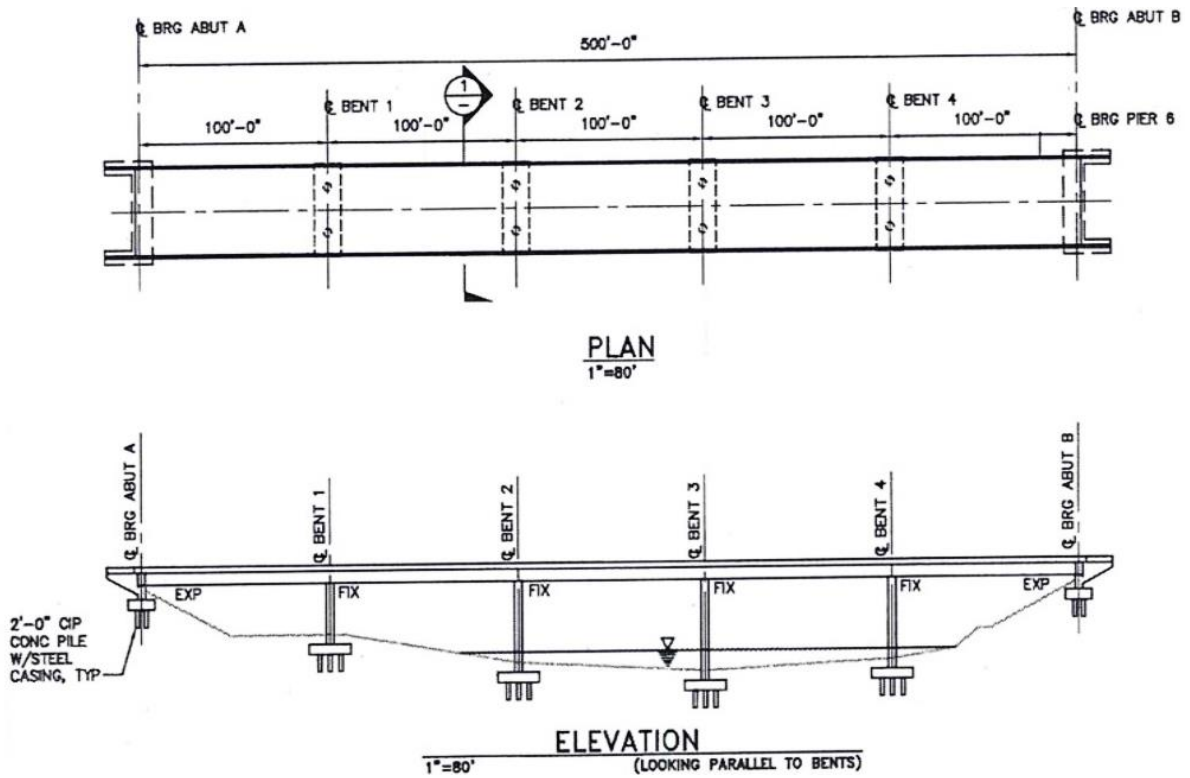 ℄ BRG ABUT A
℄ BRG ABUT B
500'-0"
1
-
℄ BENT 1
℄ BENT 2
℄ BENT 3
℄ BENT 4
℄ BRG PIER 6
100'-0"
100'-0"
100'-0"
100'-0"
100'-0"
PLAN
1"=80'
℄ BRG ABUT A
℄ BENT 1
℄ BENT 2
℄ BENT 3
℄ BENT 4
℄ BRG ABUT B
EXP
FIX
FIX
FIX
FIX
EXP
2'-0" CIP
CONC PILE
W/STEEL
CASING, TYP
ELEVATION
1"=80' (LOOKING PARALLEL TO BENTS)